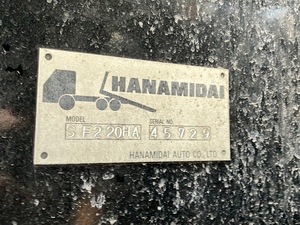 HANAMIDAI
MODEL SERIAL NO.
SF220HA 45729
HANAMIDAI AUTO CO., LTD.